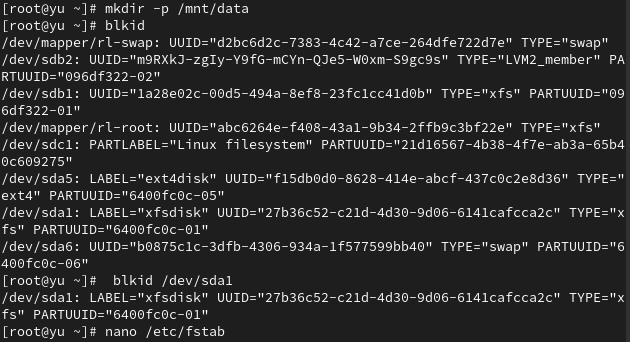 [root@yu ~]# mkdir -p /mnt/data
[root@yu ~]# blkid
/dev/mapper/rl-swap: UUID="d2bc6d2c-7383-4c42-a7ce-264dfe722d7e" TYPE="swap"
/dev/sdb2: UUID="m9RXkJ-zgIy-Y9fG-mCYn-QJe5-W0xm-S9gc9s" TYPE="LVM2_member" PA
RTUUID="096df322-02"
/dev/sdb1: UUID="1a28e02c-00d5-494a-8ef8-23fc1cc41d0b" TYPE="xfs" PARTUUID="09
6df322-01"
/dev/mapper/rl-root: UUID="abc6264e-f408-43a1-9b34-2ffb9c3bf22e" TYPE="xfs"
/dev/sdc1: PARTLABEL="Linux filesystem" PARTUUID="21d16567-4b38-4f7e-ab3a-65b4
0c609275"
/dev/sda5: LABEL="ext4disk" UUID="f15db0d0-8628-414e-abcf-437c0c2e8d36" TYPE="
ext4" PARTUUID="6400fc0c-05"
/dev/sda1: LABEL="xfsdisk" UUID="27b36c52-c21d-4d30-9d06-6141cafcca2c" TYPE="x
fs" PARTUUID="6400fc0c-01"
/dev/sda6: UUID="b0875c1c-3dfb-4306-934a-1f577599bb40" TYPE="swap" PARTUUID="6
400fc0c-06"
[root@yu ~]#  blkid /dev/sda1
/dev/sda1: LABEL="xfsdisk" UUID="27b36c52-c21d-4d30-9d06-6141cafcca2c" TYPE="x
fs" PARTUUID="6400fc0c-01"
[root@yu ~]# nano /etc/fstab